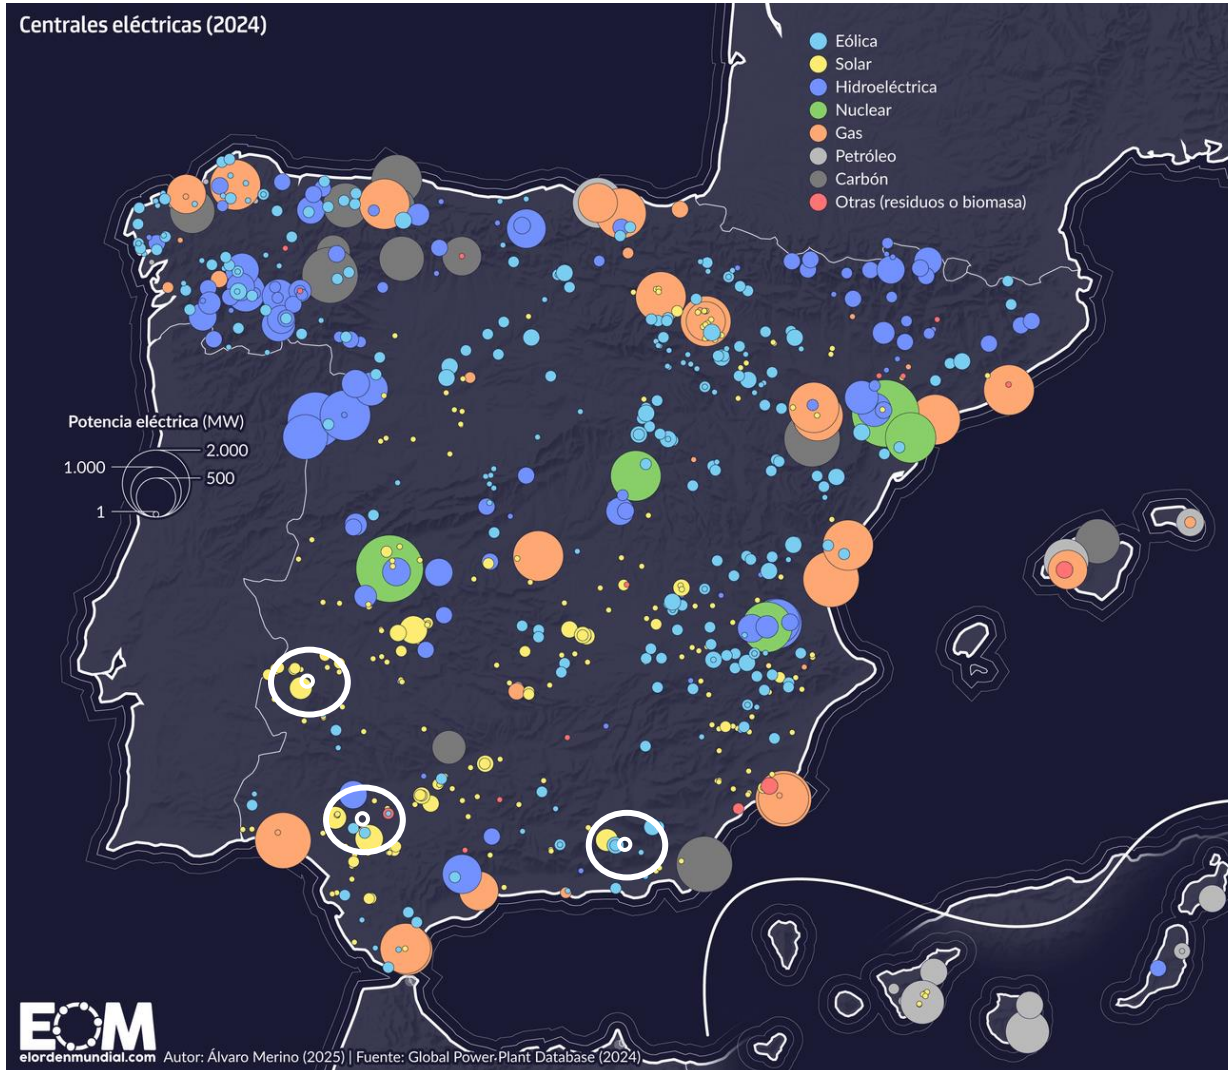 Centrales eléctricas (2024)
Eólica
Solar
Hidroeléctrica
Nuclear
Gas
Petróleo
Carbón
Otras (residuos o biomasa)
Potencia eléctrica (MW)
2.000
1.000
500
1
EOM
elordenmundial.com
Autor: Álvaro Merino (2025) | Fuente: Global Power Plant Database (2024)